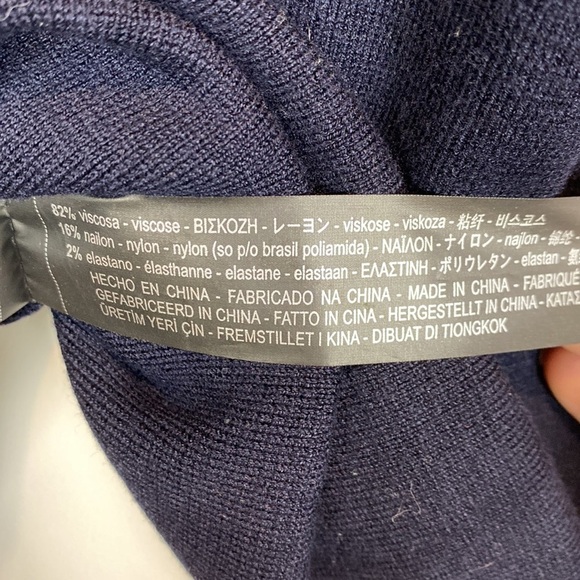 82% viscosa - viscose - ΒΙΣΚΟΖΗ - レーヨン - viskose - viskoza - 粘纤 - 비스코스
16% nailon - nylon - nylon (so p/o brasil poliamida) - ΝΑΪΛΟΝ - ナイロン - najlon - 锦纶 -
2% elastano - élasthanne - elastane - elastaan - ΕΛΑΣΤΙΝΗ - ポリウレタン - elastan -
HECHO EN CHINA - FABRICADO NA CHINA - MADE IN CHINA - FABRIQUÉ
GEFABRICEERD IN CHINA - FATTO IN CINA - HERGESTELLT IN CHINA -
ÜRETİM YERİ ÇİN - FREMSTILLET I KINA - DIBUAT DI TIONGKOK